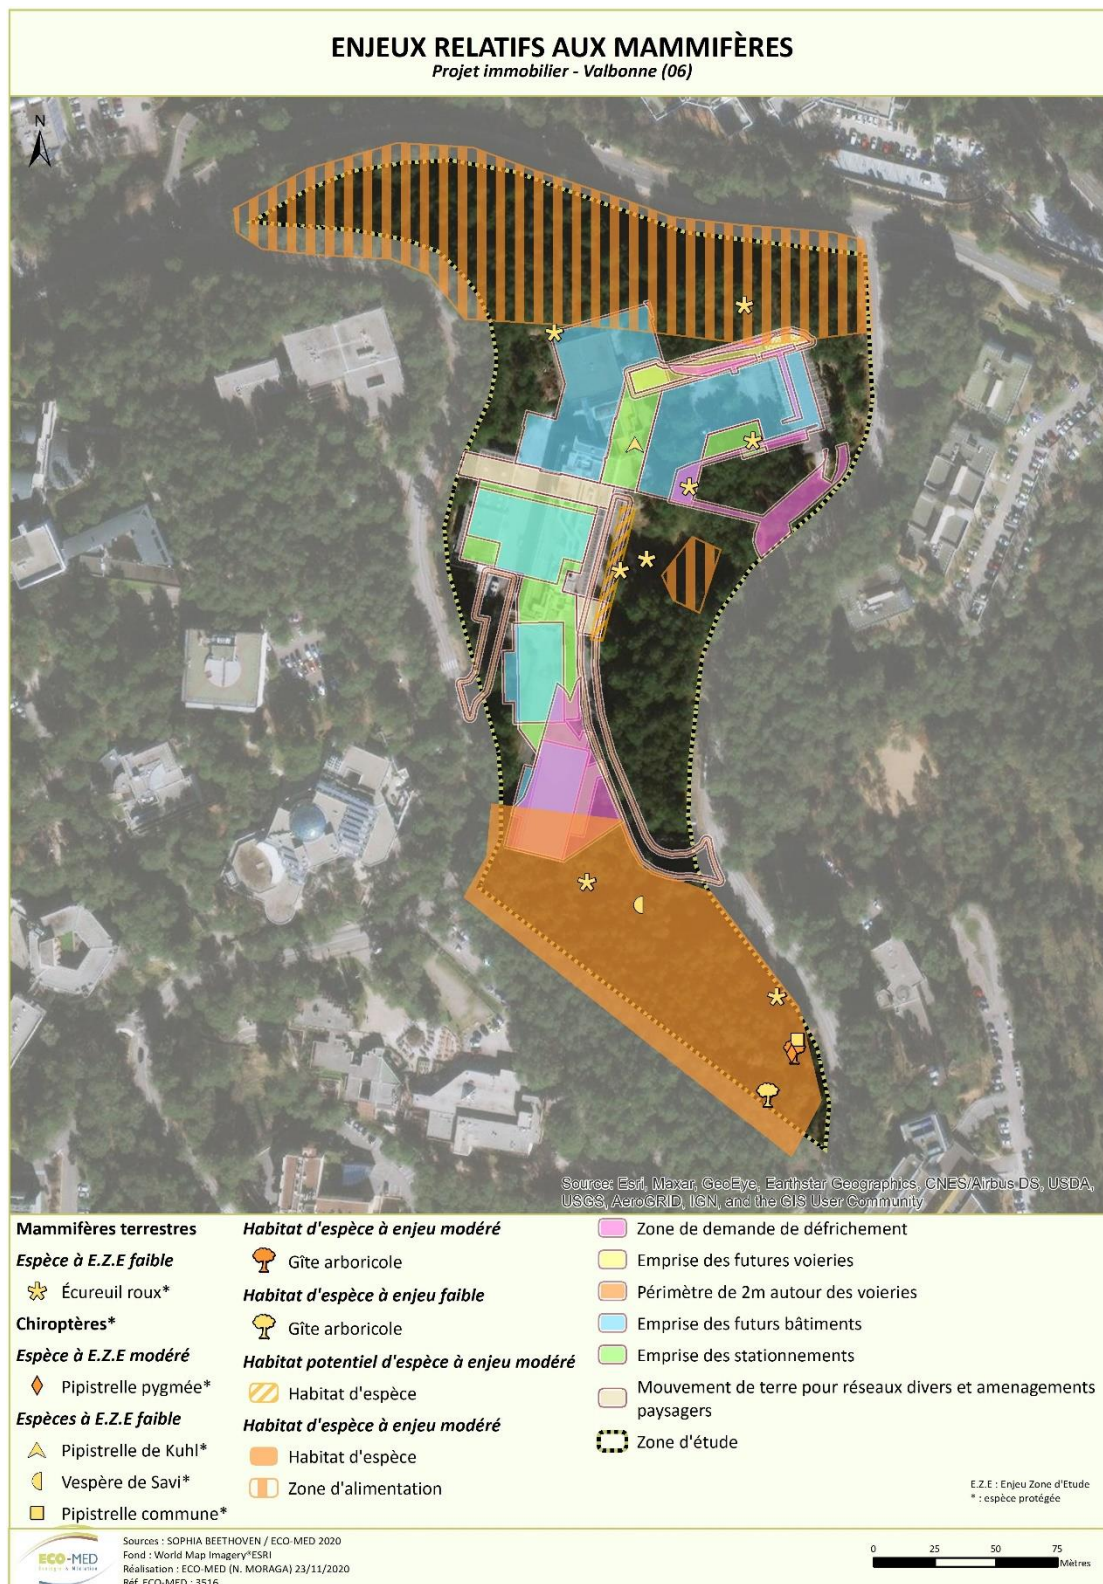 ENJEUX RELATIFS AUX MAMMIFÈRES
Projet immobilier - Valbonne (06)
N
Source: Esri, Maxar, GeoEye, Earthstar Geographics, CNES/Airbus DS, USDA,
USGS, AeroGRID, IGN, and the GIS User Community
Mammifères terrestres
Espèce à E.Z.E faible
Écureuil roux*
Chiroptères*
Espèce à E.Z.E modéré
Pipistrelle pygmée*
Espèces à E.Z.E faible
Pipistrelle de Kuhl*
Vespère de Savi*
Pipistrelle commune*
Habitat d'espèce à enjeu modéré
Gîte arboricole
Habitat d'espèce à enjeu faible
Gîte arboricole
Habitat potentiel d'espèce à enjeu modéré
Habitat d'espèce
Habitat d'espèce à enjeu modéré
Habitat d'espèce
Zone d'alimentation
Zone de demande de défrichement
Emprise des futures voieries
Périmètre de 2m autour des voieries
Emprise des futurs bâtiments
Emprise des stationnements
Mouvement de terre pour réseaux divers et amenagements
paysagers
Zone d'étude
E.Z.E : Enjeu Zone d'Etude
* : espèce protégée
ECO-MED
Sources : SOPHIA BEETHOVEN / ECO-MED 2020
Fond : World Map Imagery®ESRI
Réalisation : ECO-MED (N. MORAGA) 23/11/2020
Réf. ECO-MED : 3516
0 25 50 75
Mètres